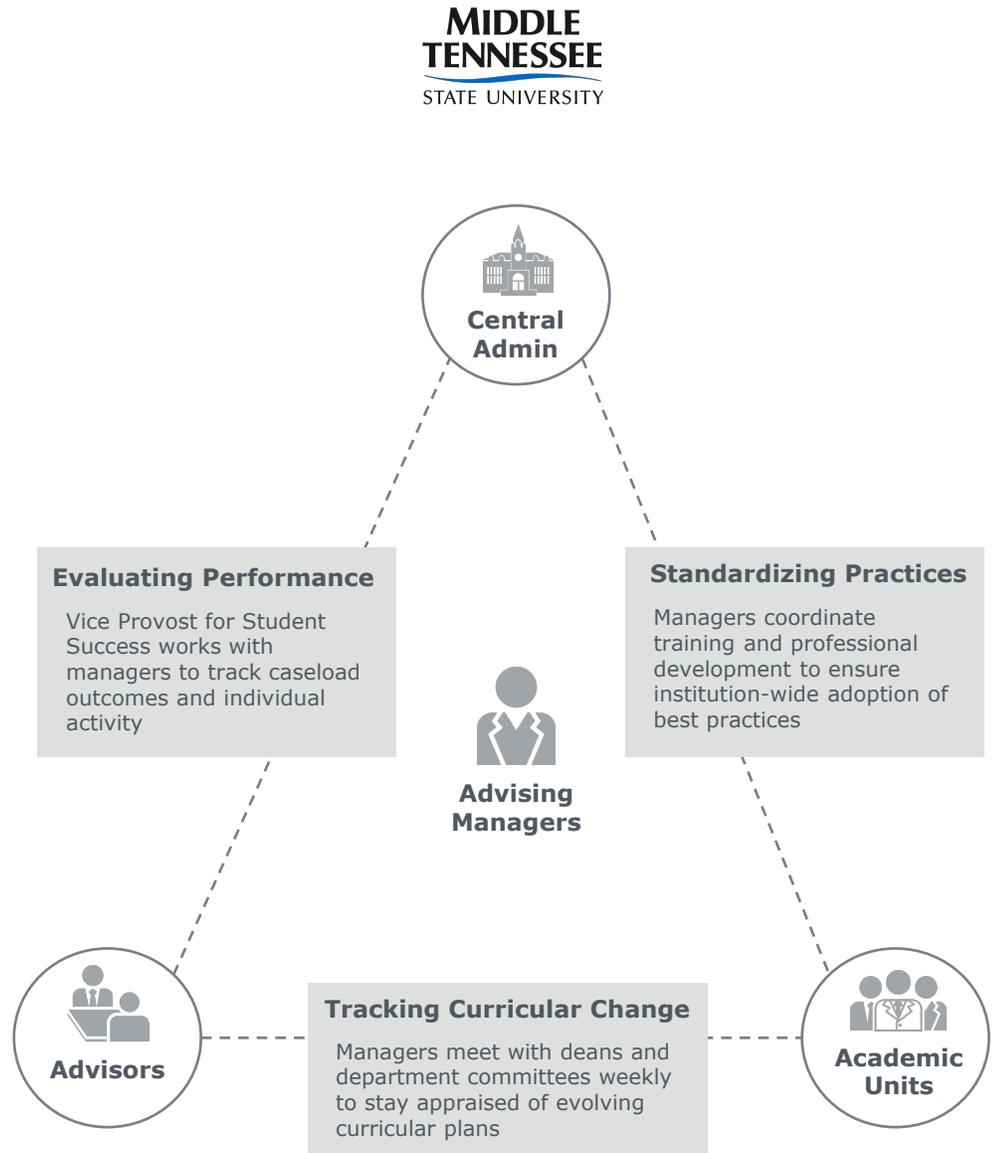 MIDDLE
TENNESSEE
STATE UNIVERSITY
Central
Admin
Evaluating Performance
Vice Provost for Student
Success works with
managers to track caseload
outcomes and individual
activity
Standardizing Practices
Managers coordinate
training and professional
development to ensure
institution-wide adoption of
best practices
Advising
Managers
Advisors
Tracking Curricular Change
Managers meet with deans and
department committees weekly
to stay appraised of evolving
curricular plans
Academic
Units